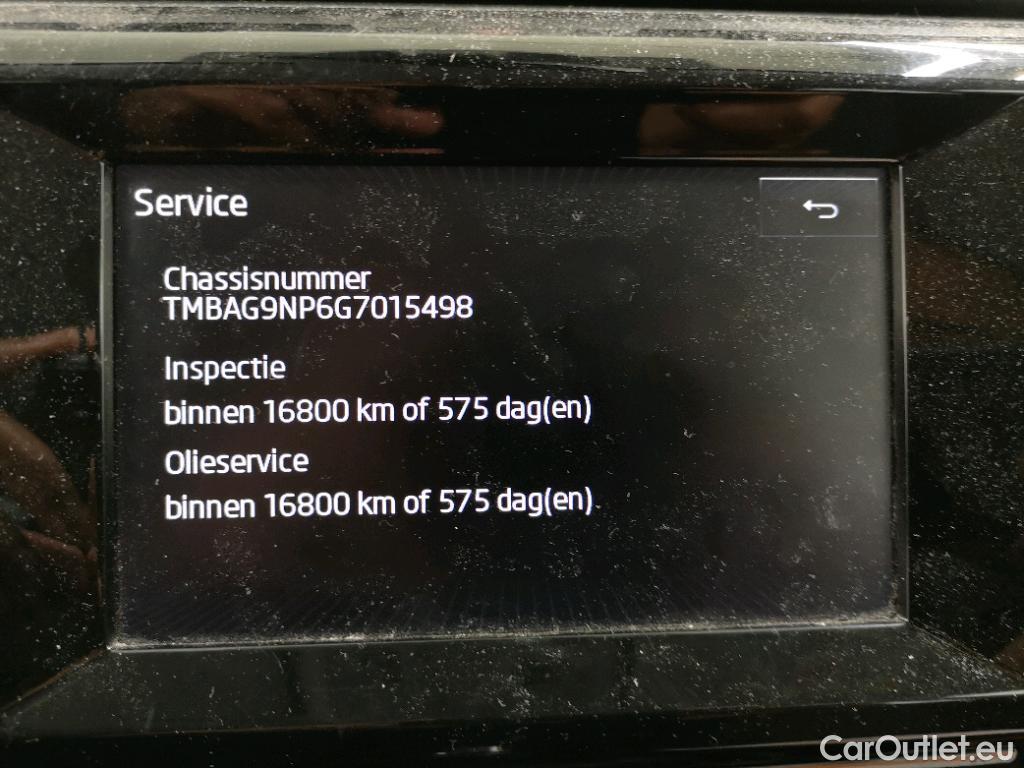 Service
Chassisnummer
TMBAG9NP6G7015498
Inspectie
binnen 16800 km of 575 dag(en)
Olieservice
binnen 16800 km of 575 dag(en)
CarOutlet.eu